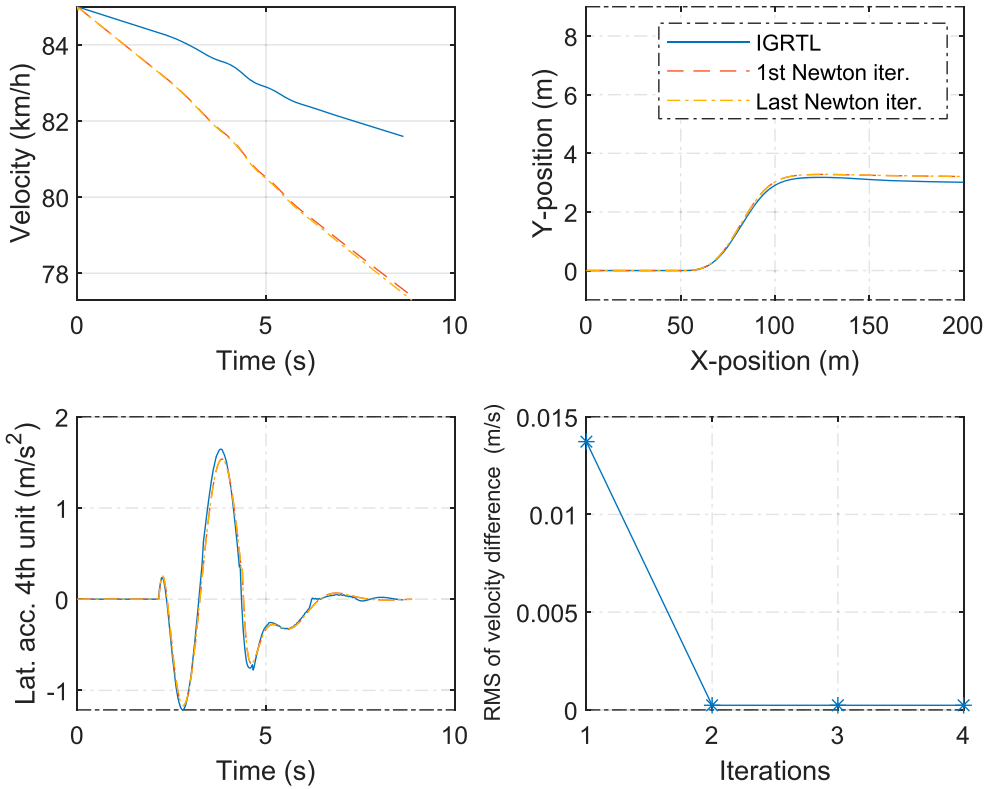 Velocity (km/h)
84
82
80
78
0
5
10
Time (s)
Y-position (m)
8
6
4
2
0
IGRTL
1st Newton iter.
Last Newton iter.
0
50
100
150
200
X-position (m)
Lat. acc. 4th unit (m/s²)
2
1
0
-1
0
5
10
Time (s)
RMS of velocity difference (m/s)
0.015
0.01
0.005
0
1
2
3
4
Iterations